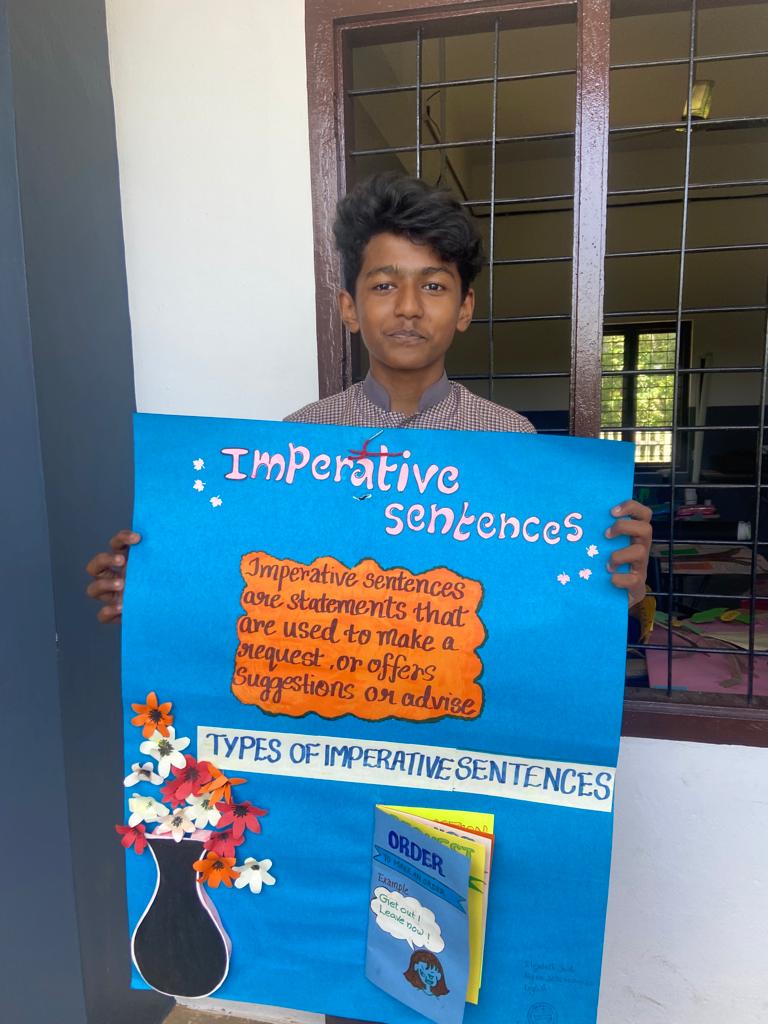 Imperative
sentences
Imperative sentences
are statements that
are used to make a
request, or offers
suggestions or advise
TYPES OF IMPERATIVE SENTENCES
ORDER
TO MAKE AN ORDER
Example
Get out!
Leave now!